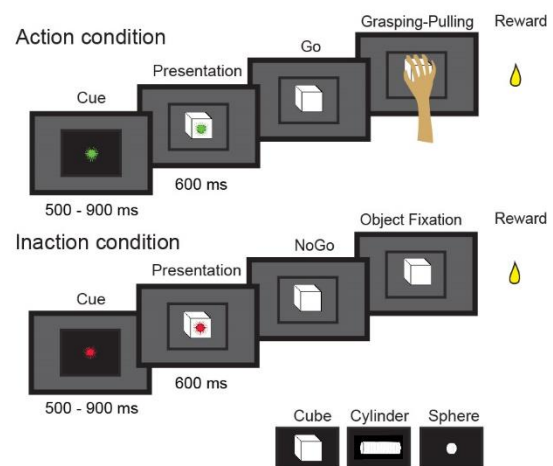 Action condition
Cue
Presentation
Go
Grasping-Pulling
Reward
500 - 900 ms
600 ms
Inaction condition
Cue
Presentation
NoGo
Object Fixation
Reward
500 - 900 ms
600 ms
Cube
Cylinder
Sphere